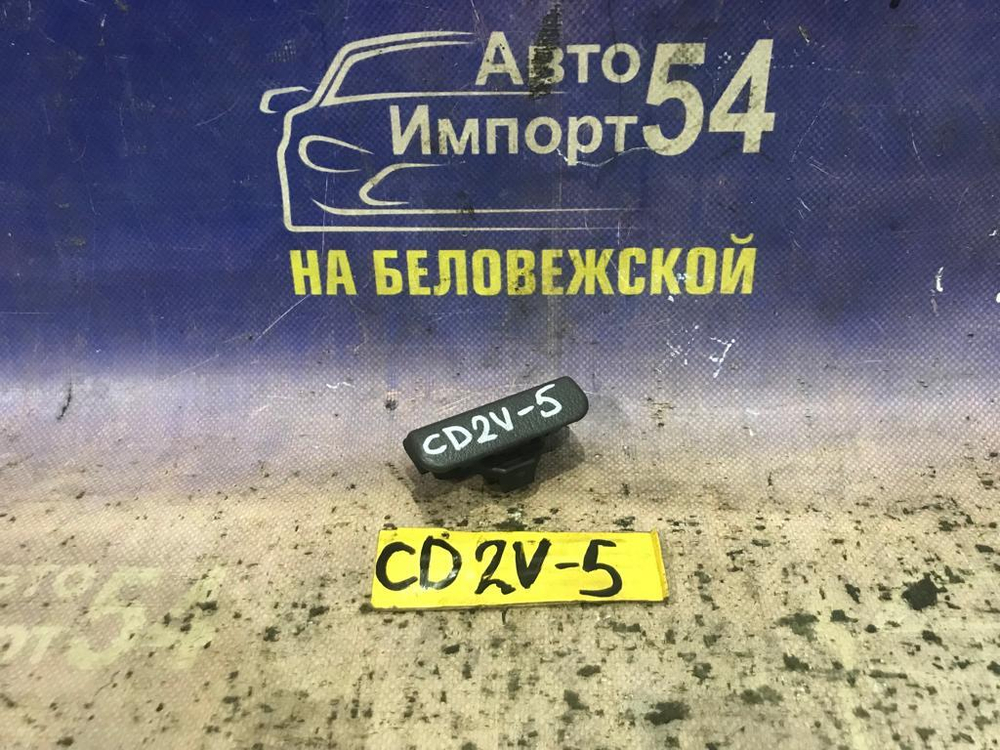 Авто
Импорт 54
НА БЕЛОВЕЖСКОЙ
CD2V-5
CD2V-5